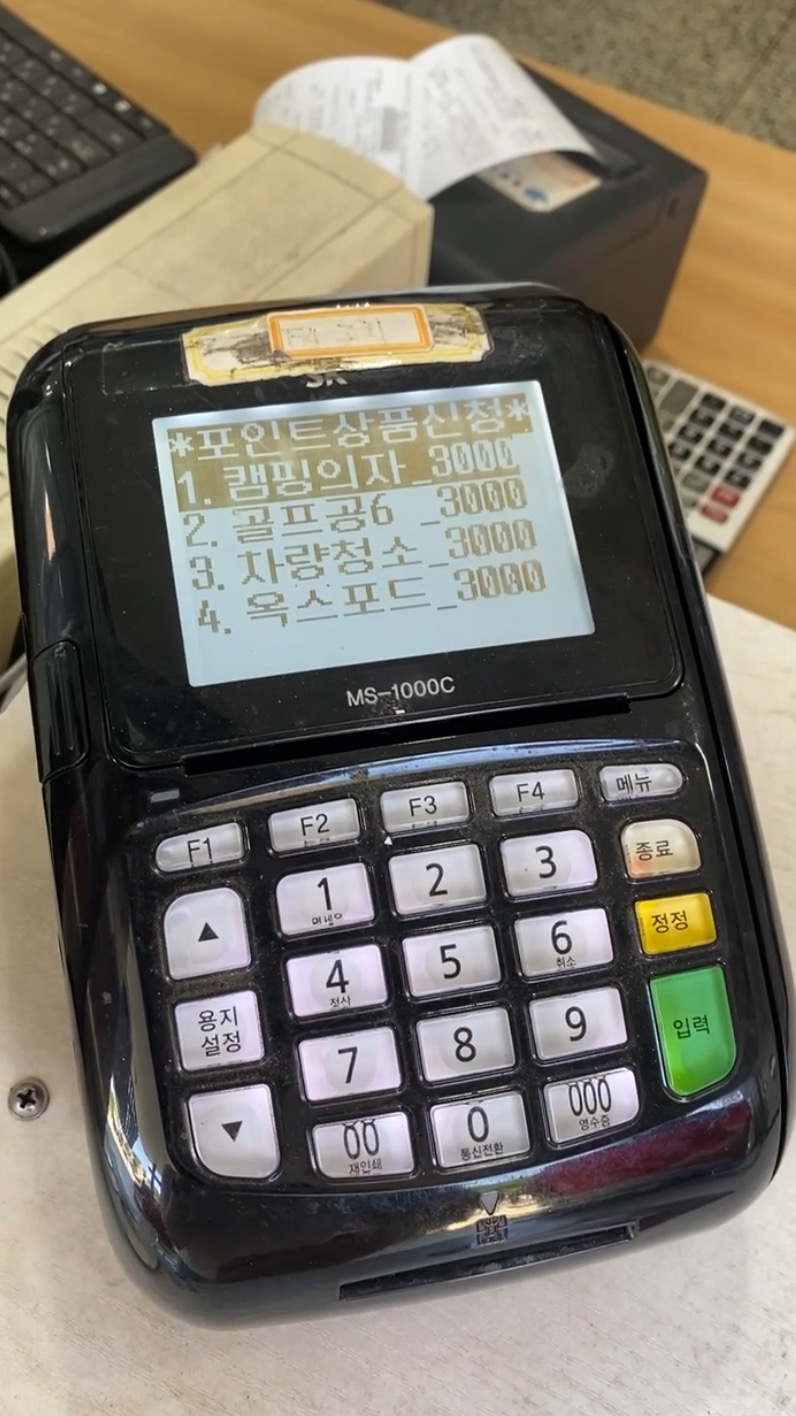 *포인트상품신청*
1. 캠핑의자_3000
2. 골프공6 _3000
3. 차량청소_3000
4. 옥스포드_3000
MS-1000C
F1 F2 F3 F4 메뉴
1 2 3 종료
▲
4 정산 5 6 취소 정정
용지 설정
7 8 9 입력
▼
00 재인쇄 0 통신전환 000 영수증